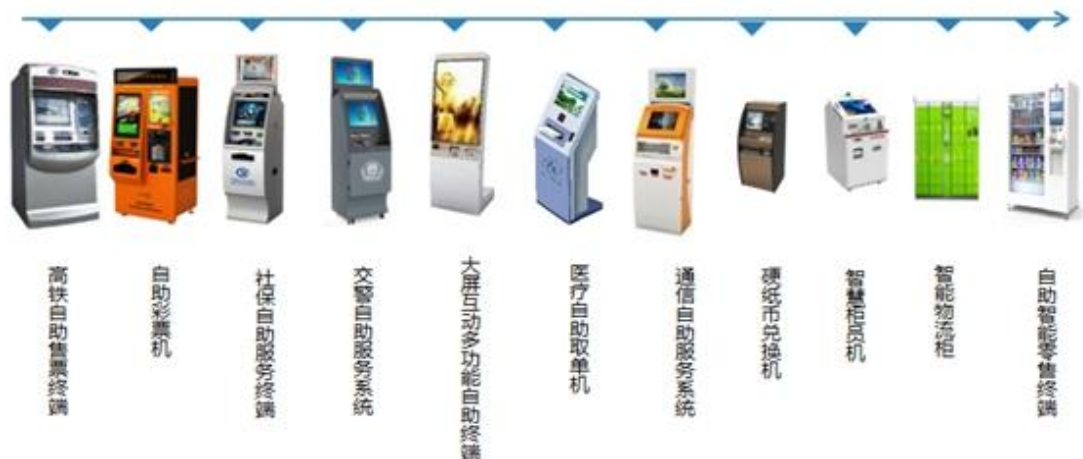 高铁自助售票终端
自助彩票机
社保自助服务终端
交警自助服务系统
大屏互动多功能自助终端
医疗自助取单机
通信自助服务系统
硬纸币兑换机
智慧柜员机
智能物流柜
自助智能零售终端